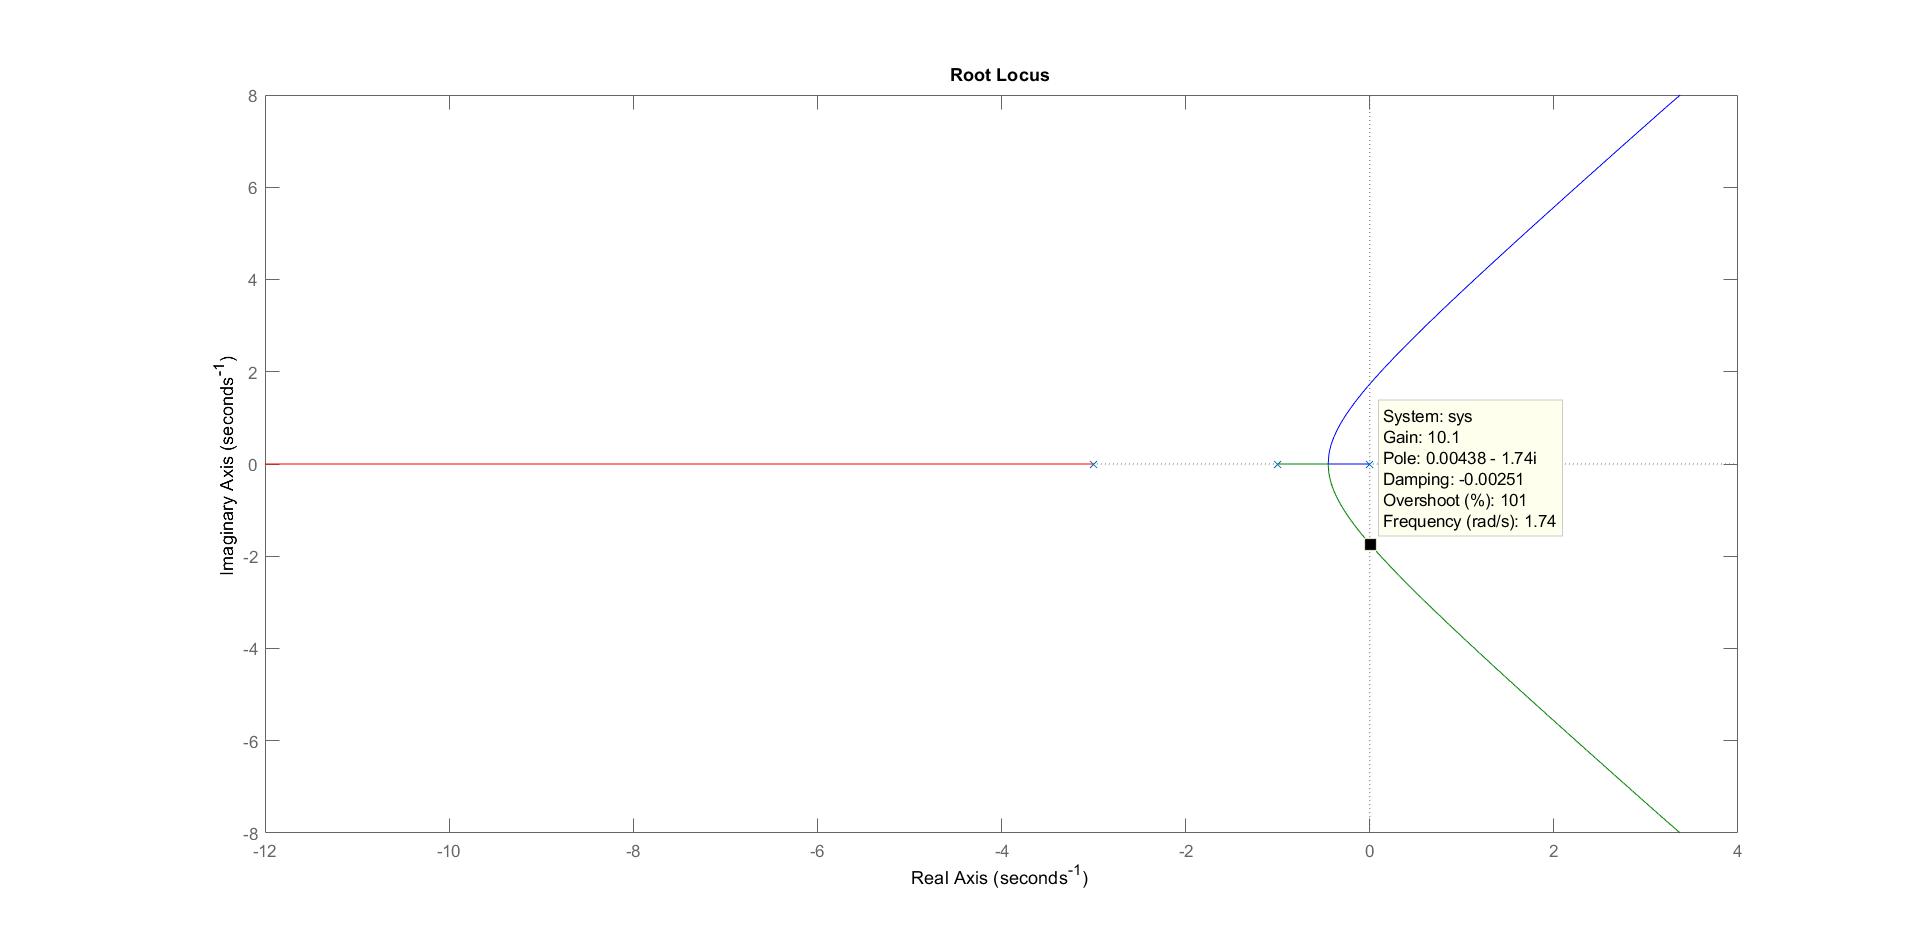 Root Locus
8
6
4
2
0
-2
-4
-6
-8
Imaginary Axis (seconds-1)
System: sys
Gain: 10.1
Pole: 0.00438 - 1.74i
Damping: -0.00251
Overshoot (%): 101
Frequency (rad/s): 1.74
-12 -10 -8 -6 -4 -2 0 2 4
Real Axis (seconds-1)